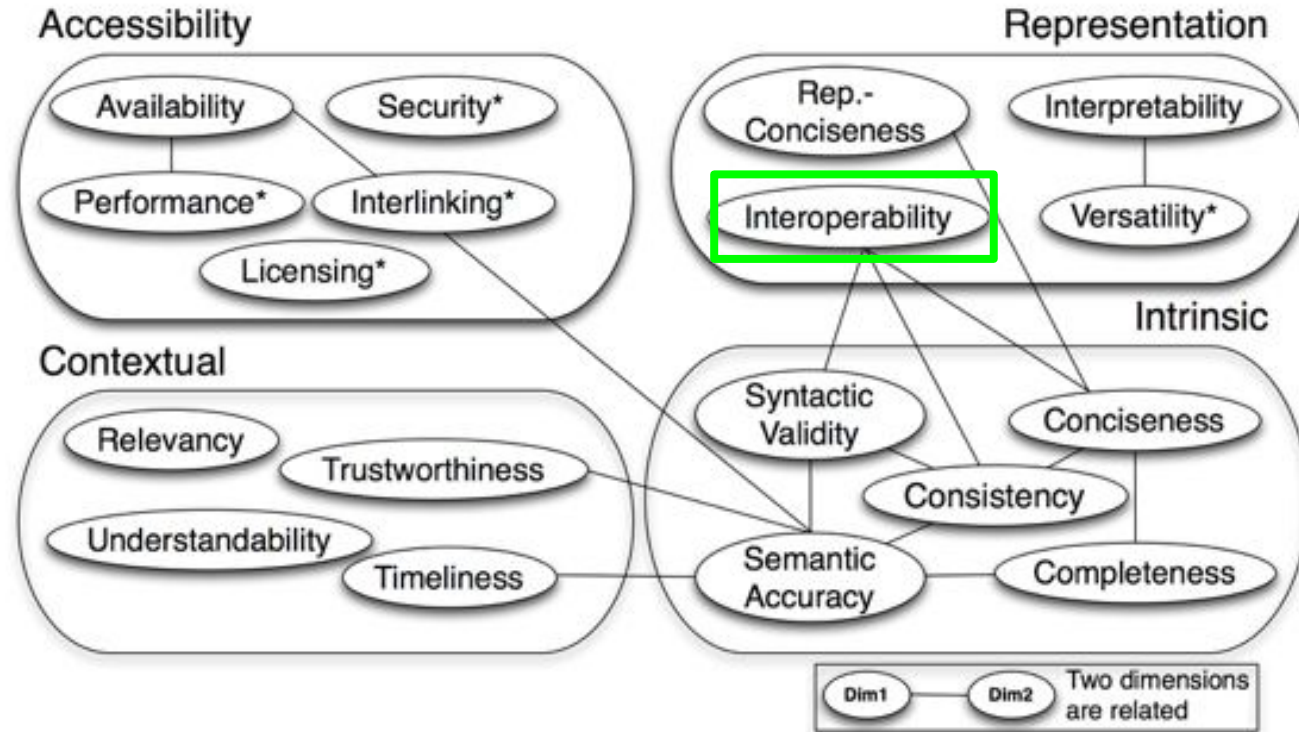 Accessibility
Availability
Security*
Performance*
Interlinking*
Licensing*
Representation
Rep.-
Conciseness
Interpretability
Interoperability
Versatility*
Contextual
Relevancy
Trustworthiness
Understandability
Timeliness
Intrinsic
Syntactic
Validity
Conciseness
Consistency
Semantic
Accuracy
Completeness
Dim1
Dim2
Two dimensions
are related